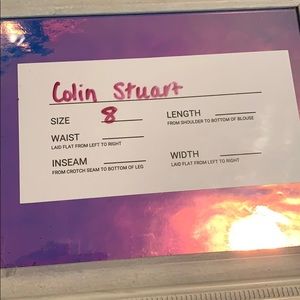 Colin Stuart
SIZE 8 LENGTH
FROM SHOULDER TO BOTTOM OF BLOUSE
WAIST
LAID FLAT FROM LEFT TO RIGHT
INSEAM WIDTH
FROM CROTCH SEAM TO BOTTOM OF LEG LAID FLAT FROM LEFT TO RIGHT